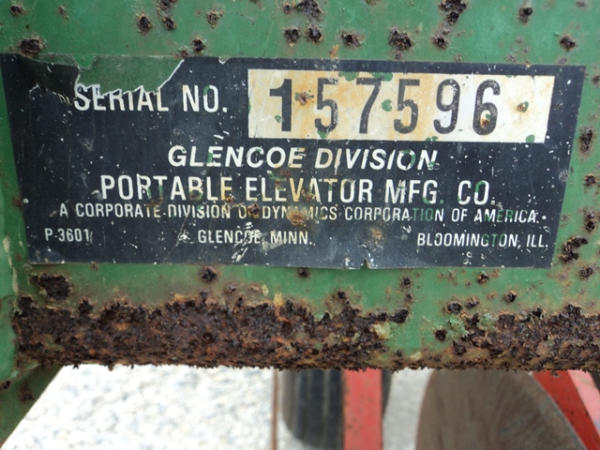 SERIAL NO. 157596
GLENCOE DIVISION
PORTABLE ELEVATOR MFG. CO.
A CORPORATE DIVISION OF DYNAMICS CORPORATION OF AMERICA
P-3601 GLENCOE, MINN. BLOOMINGTON, ILL.